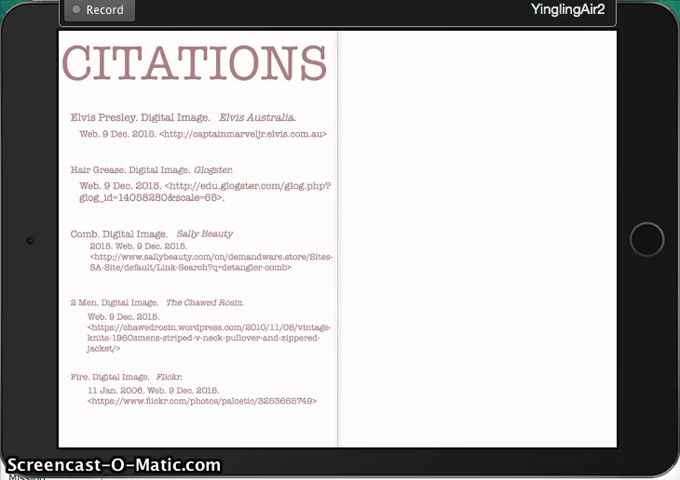 Record
YinglingAir2
CITATIONS
Elvis Presley. Digital Image. Elvis Australia.
Web. 9 Dec. 2015. <http://captainmarveljr.elvis.com.au>
Hair Grease. Digital Image. Glogster.
Web. 9 Dec. 2015. <http://edu.glogster.com/glog.php?
glog_id=14058280&scale=65>.
Comb. Digital Image. Sally Beauty
2015. Web. 9 Dec. 2015.
<http://www.sallybeauty.com/on/demandware.store/Sites-
SA-Site/default/Link-Search?q=detangler-comb>
2 Men. Digital Image. The Chawed Rosin.
Web. 9 Dec. 2015.
<https://chawedrosin.wordpress.com/2010/11/05/vintage-
knits-1960smens-striped-v-neck-pullover-and-zippered-
jacket/>
Fire. Digital Image. Flickr.
11 Jan. 2006. Web. 9 Dec. 2015.
<https://www.flickr.com/photos/palcetic/3253665749>
Screencast-O-Matic.com
Mission